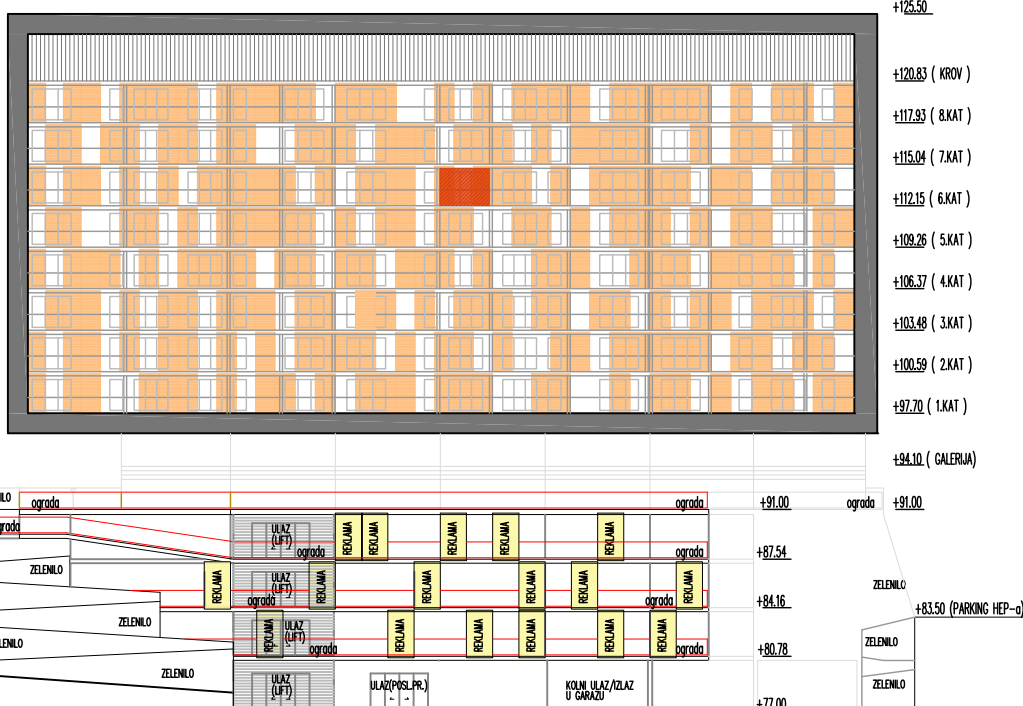 +125.50
+120.83 ( KROV )
+117.93 ( 8.KAT )
+115.04 ( 7.KAT )
+112.15 ( 6.KAT )
+109.26 ( 5.KAT )
+106.37 ( 4.KAT )
+103.48 ( 3.KAT )
+100.59 ( 2.KAT )
+97.70 ( 1.KAT )
+94.10 ( GALERIJA)
ILO
ograda
ograda
+91.00
ograda
+91.00
grada
ULAZ
(LIFT)
ograda
REKLAMA
REKLAMA
REKLAMA
REKLAMA
REKLAMA
ograda
+87.54
ZELENILO
REKLAMA
ULAZ
(LIFT)
ograda
REKLAMA
REKLAMA
REKLAMA
REKLAMA
ograda
REKLAMA
+84.16
ZELENILO
+83.50 (PARKING HEP-a)
ZELENILO
REKLAMA
ULAZ
(LIFT)
ograda
REKLAMA
REKLAMA
REKLAMA
REKLAMA
REKLAMA
ograda
+80.78
ELENILO
ZELENILO
ZELENILO
ULAZ
(LIFT)
ULAZ(POSL.PR.)
KOLNI ULAZ/IZLAZ
U GARAZU
ZELENILO
+77.00